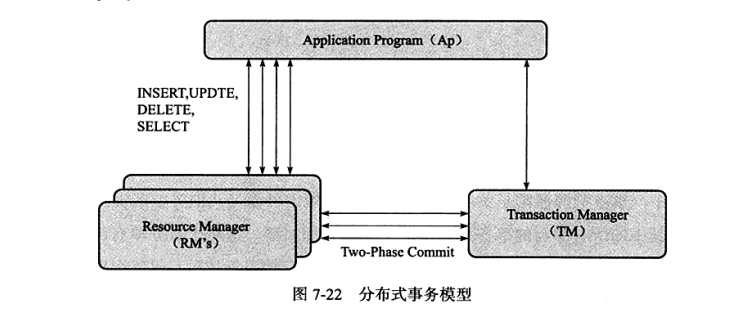 Application Program（Ap）
INSERT,UPDTE,
DELETE,
SELECT
Resource Manager
（RM's）
Transaction Manager
（TM）
Two-Phase Commit
图 7-22 分布式事务模型